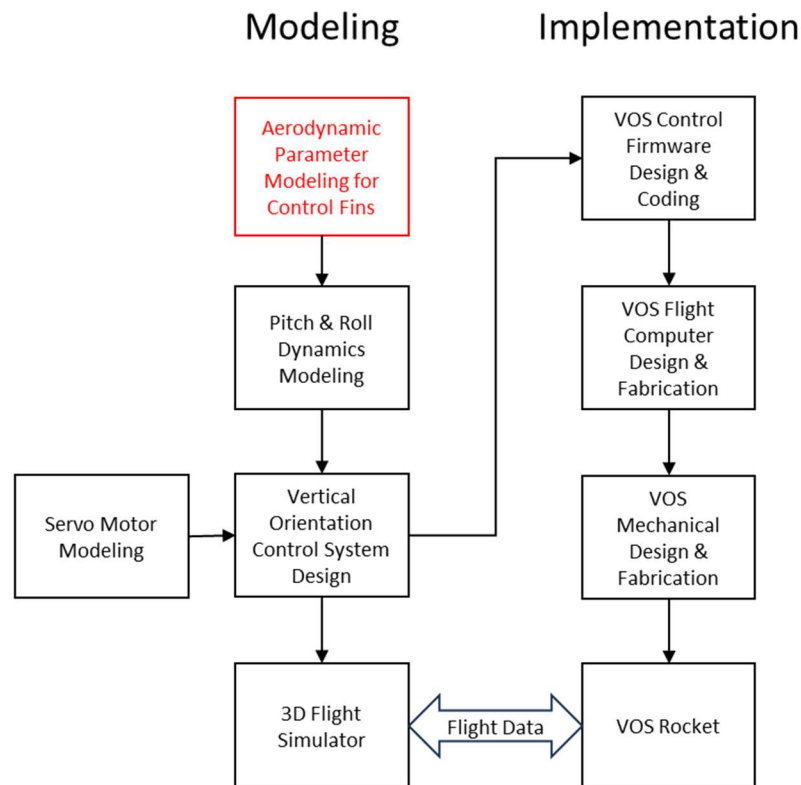 Modeling
Implementation
Aerodynamic
Parameter
Modeling for
Control Fins
Pitch & Roll
Dynamics
Modeling
Servo Motor
Modeling
Vertical
Orientation
Control System
Design
3D Flight
Simulator
Flight Data
VOS Control
Firmware
Design &
Coding
VOS Flight
Computer
Design &
Fabrication
VOS
Mechanical
Design &
Fabrication
VOS Rocket